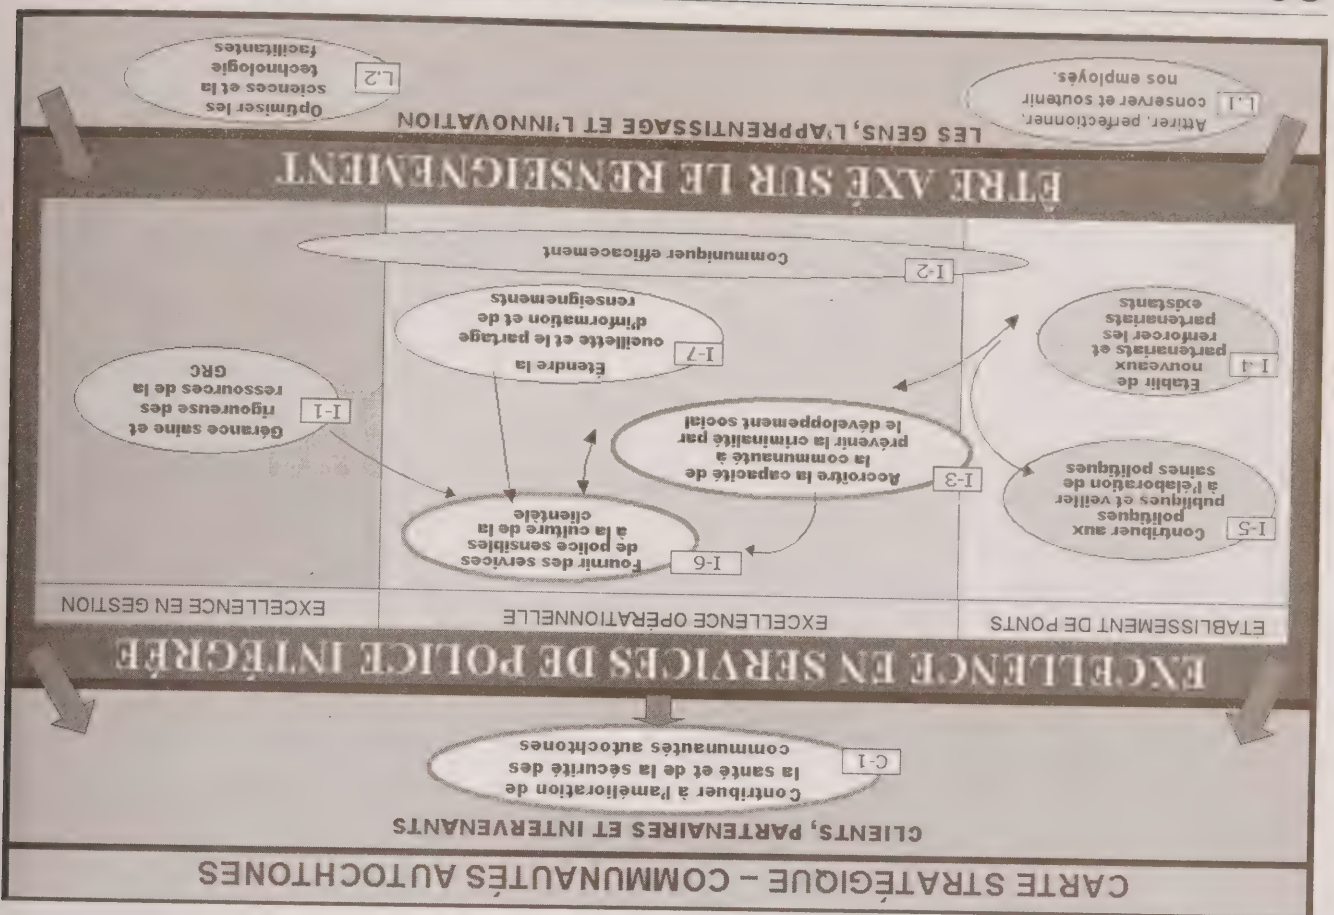 CARTE STRATÉGIQUE – COMMUNAUTÉS AUTOCHTONES
CLIENTS, PARTENAIRES ET INTERVENANTS
C-1
Contribuer à l'amélioration de
la santé et de la sécurité des
communautés autochtones
EXCELLENCE EN SERVICES DE POLICE INTÉGRÉE
ÉTABLISSEMENT DE PONTS
EXCELLENCE OPÉRATIONNELLE
EXCELLENCE EN GESTION
I-5
Contribuer aux
politiques
publiques et veiller
à l'élaboration de
saines politiques
I-4
Établir de
nouveaux
partenariats et
renforcer les
partenariats
existants
I-6
Fournir des services
de police sensibles
à la culture de la
clientèle
I-3
Accroître la capacité de
la communauté à
prévenir la criminalité par
le développement social
I-7
Étendre la
oueillette et le partage
d'information et de
renseignements
I-1
Gérance saine et
rigoureuse des
ressources de la
GRC
I-2
Communiquer efficacement
ÊTRE AXÉ SUR LE RENSEIGNEMENT
LES GENS, L'APPRENTISSAGE ET L'INNOVATION
L.1
Attirer, perfectionner,
conserver et soutenir
nos employés.
L.2
Optimiser les
sciences et la
technologie
facilitantes